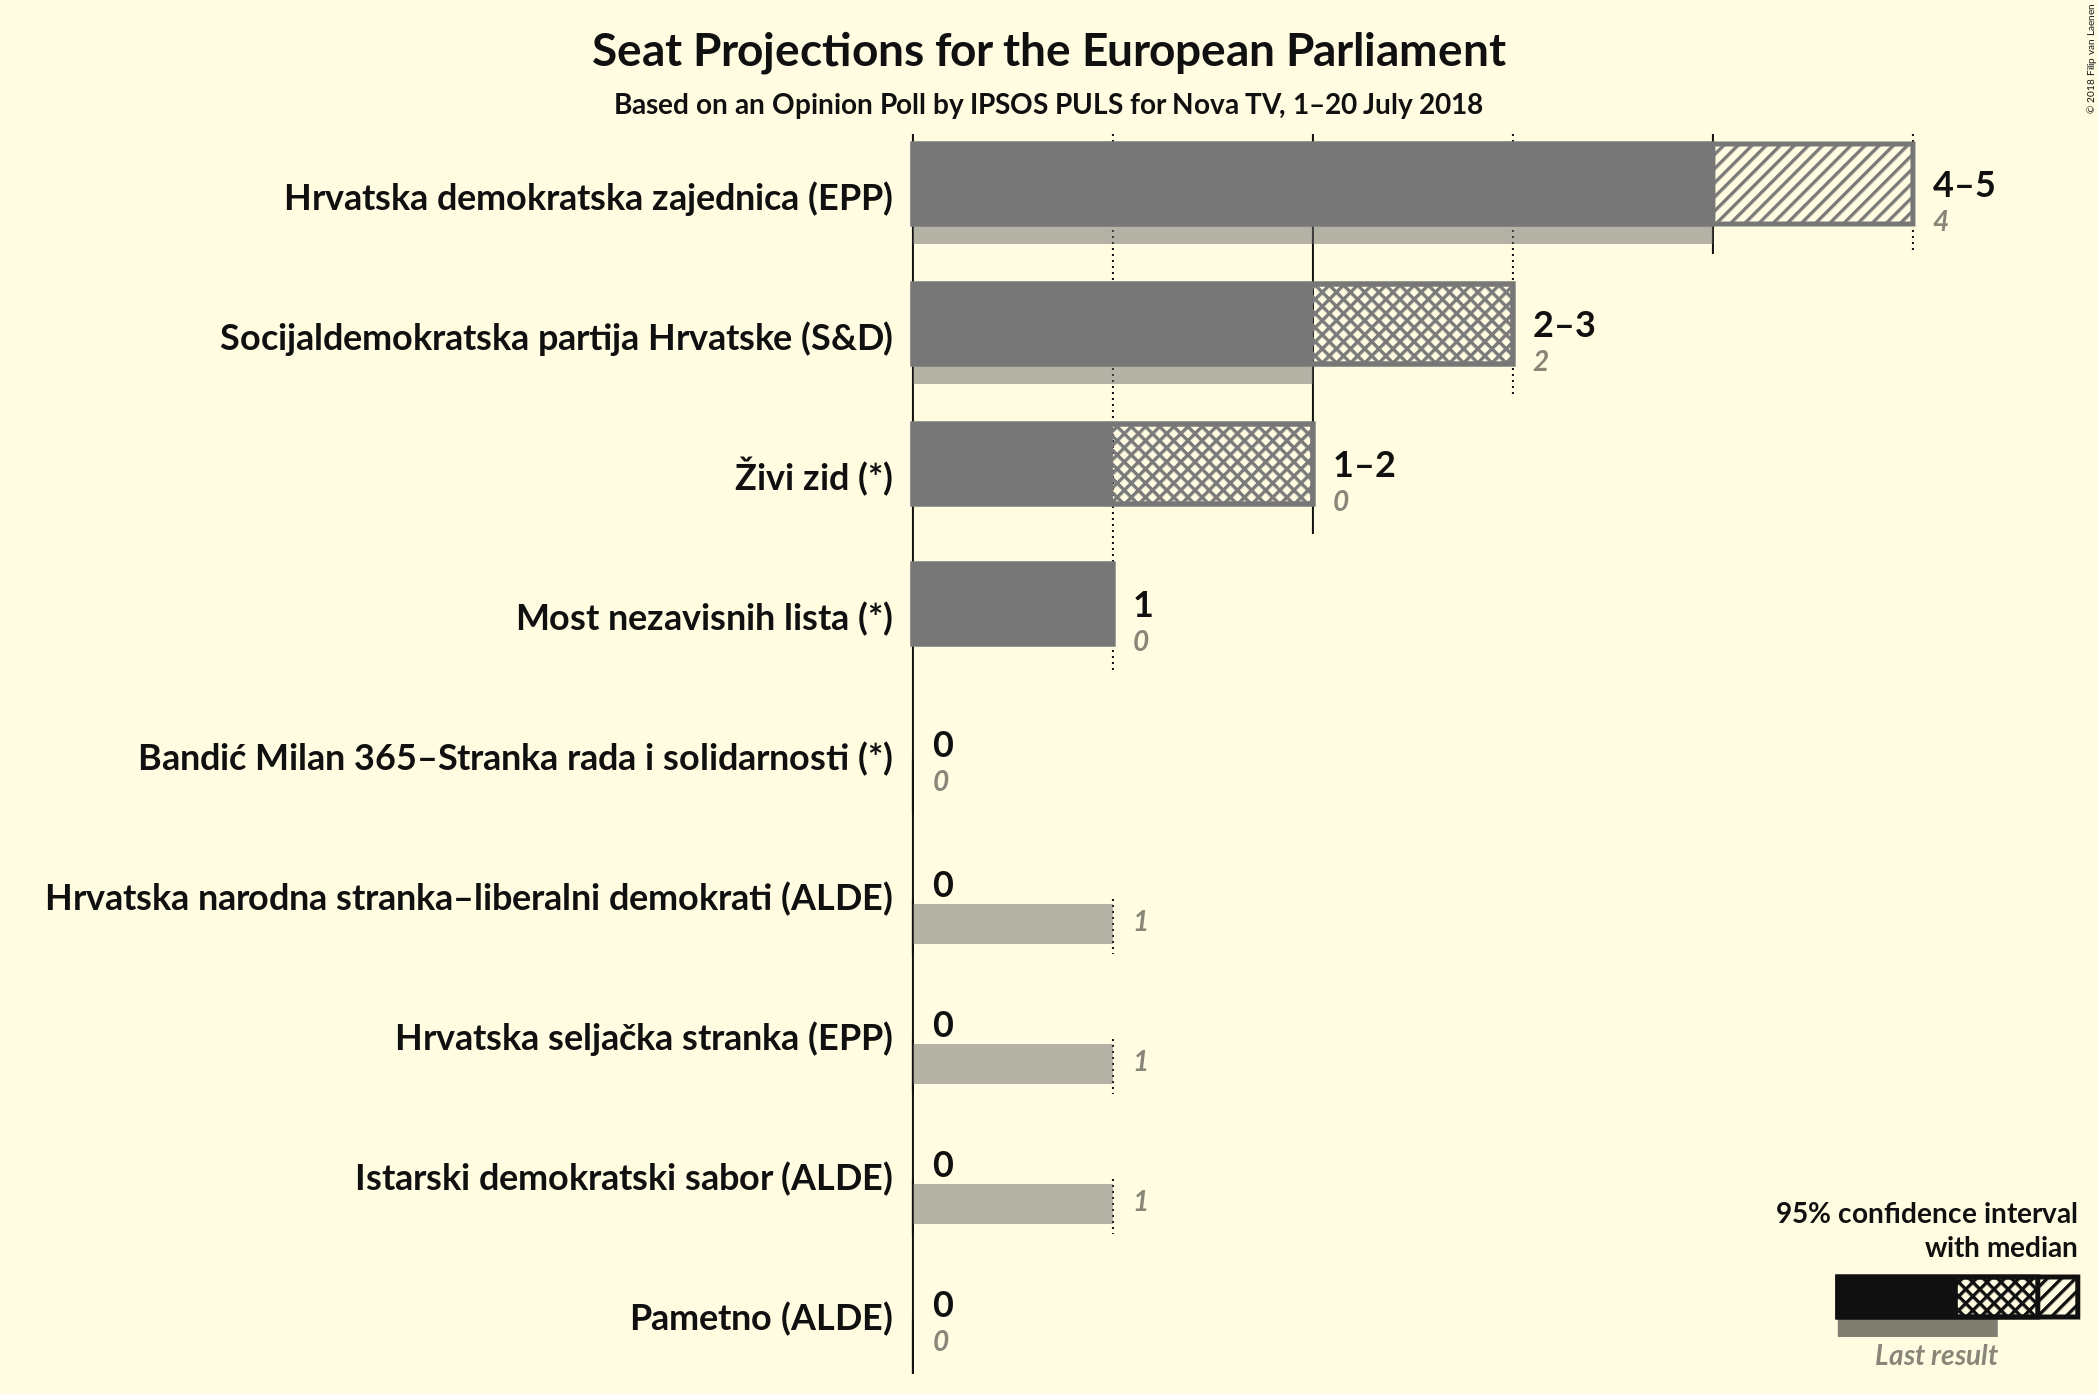 Seat Projections for the European Parliament
Based on an Opinion Poll by IPSOS PULS for Nova TV, 1–20 July 2018
© 2018 Filip van Laenen
Hrvatska demokratska zajednica (EPP)
4–5
4
Socijaldemokratska partija Hrvatske (S&D)
2–3
2
Živi zid (*)
1–2
0
Most nezavisnih lista (*)
1
0
Bandić Milan 365–Stranka rada i solidarnosti (*)
0
0
Hrvatska narodna stranka–liberalni demokrati (ALDE)
0
1
Hrvatska seljačka stranka (EPP)
0
1
Istarski demokratski sabor (ALDE)
0
1
Pametno (ALDE)
0
0
95% confidence interval
with median
Last result